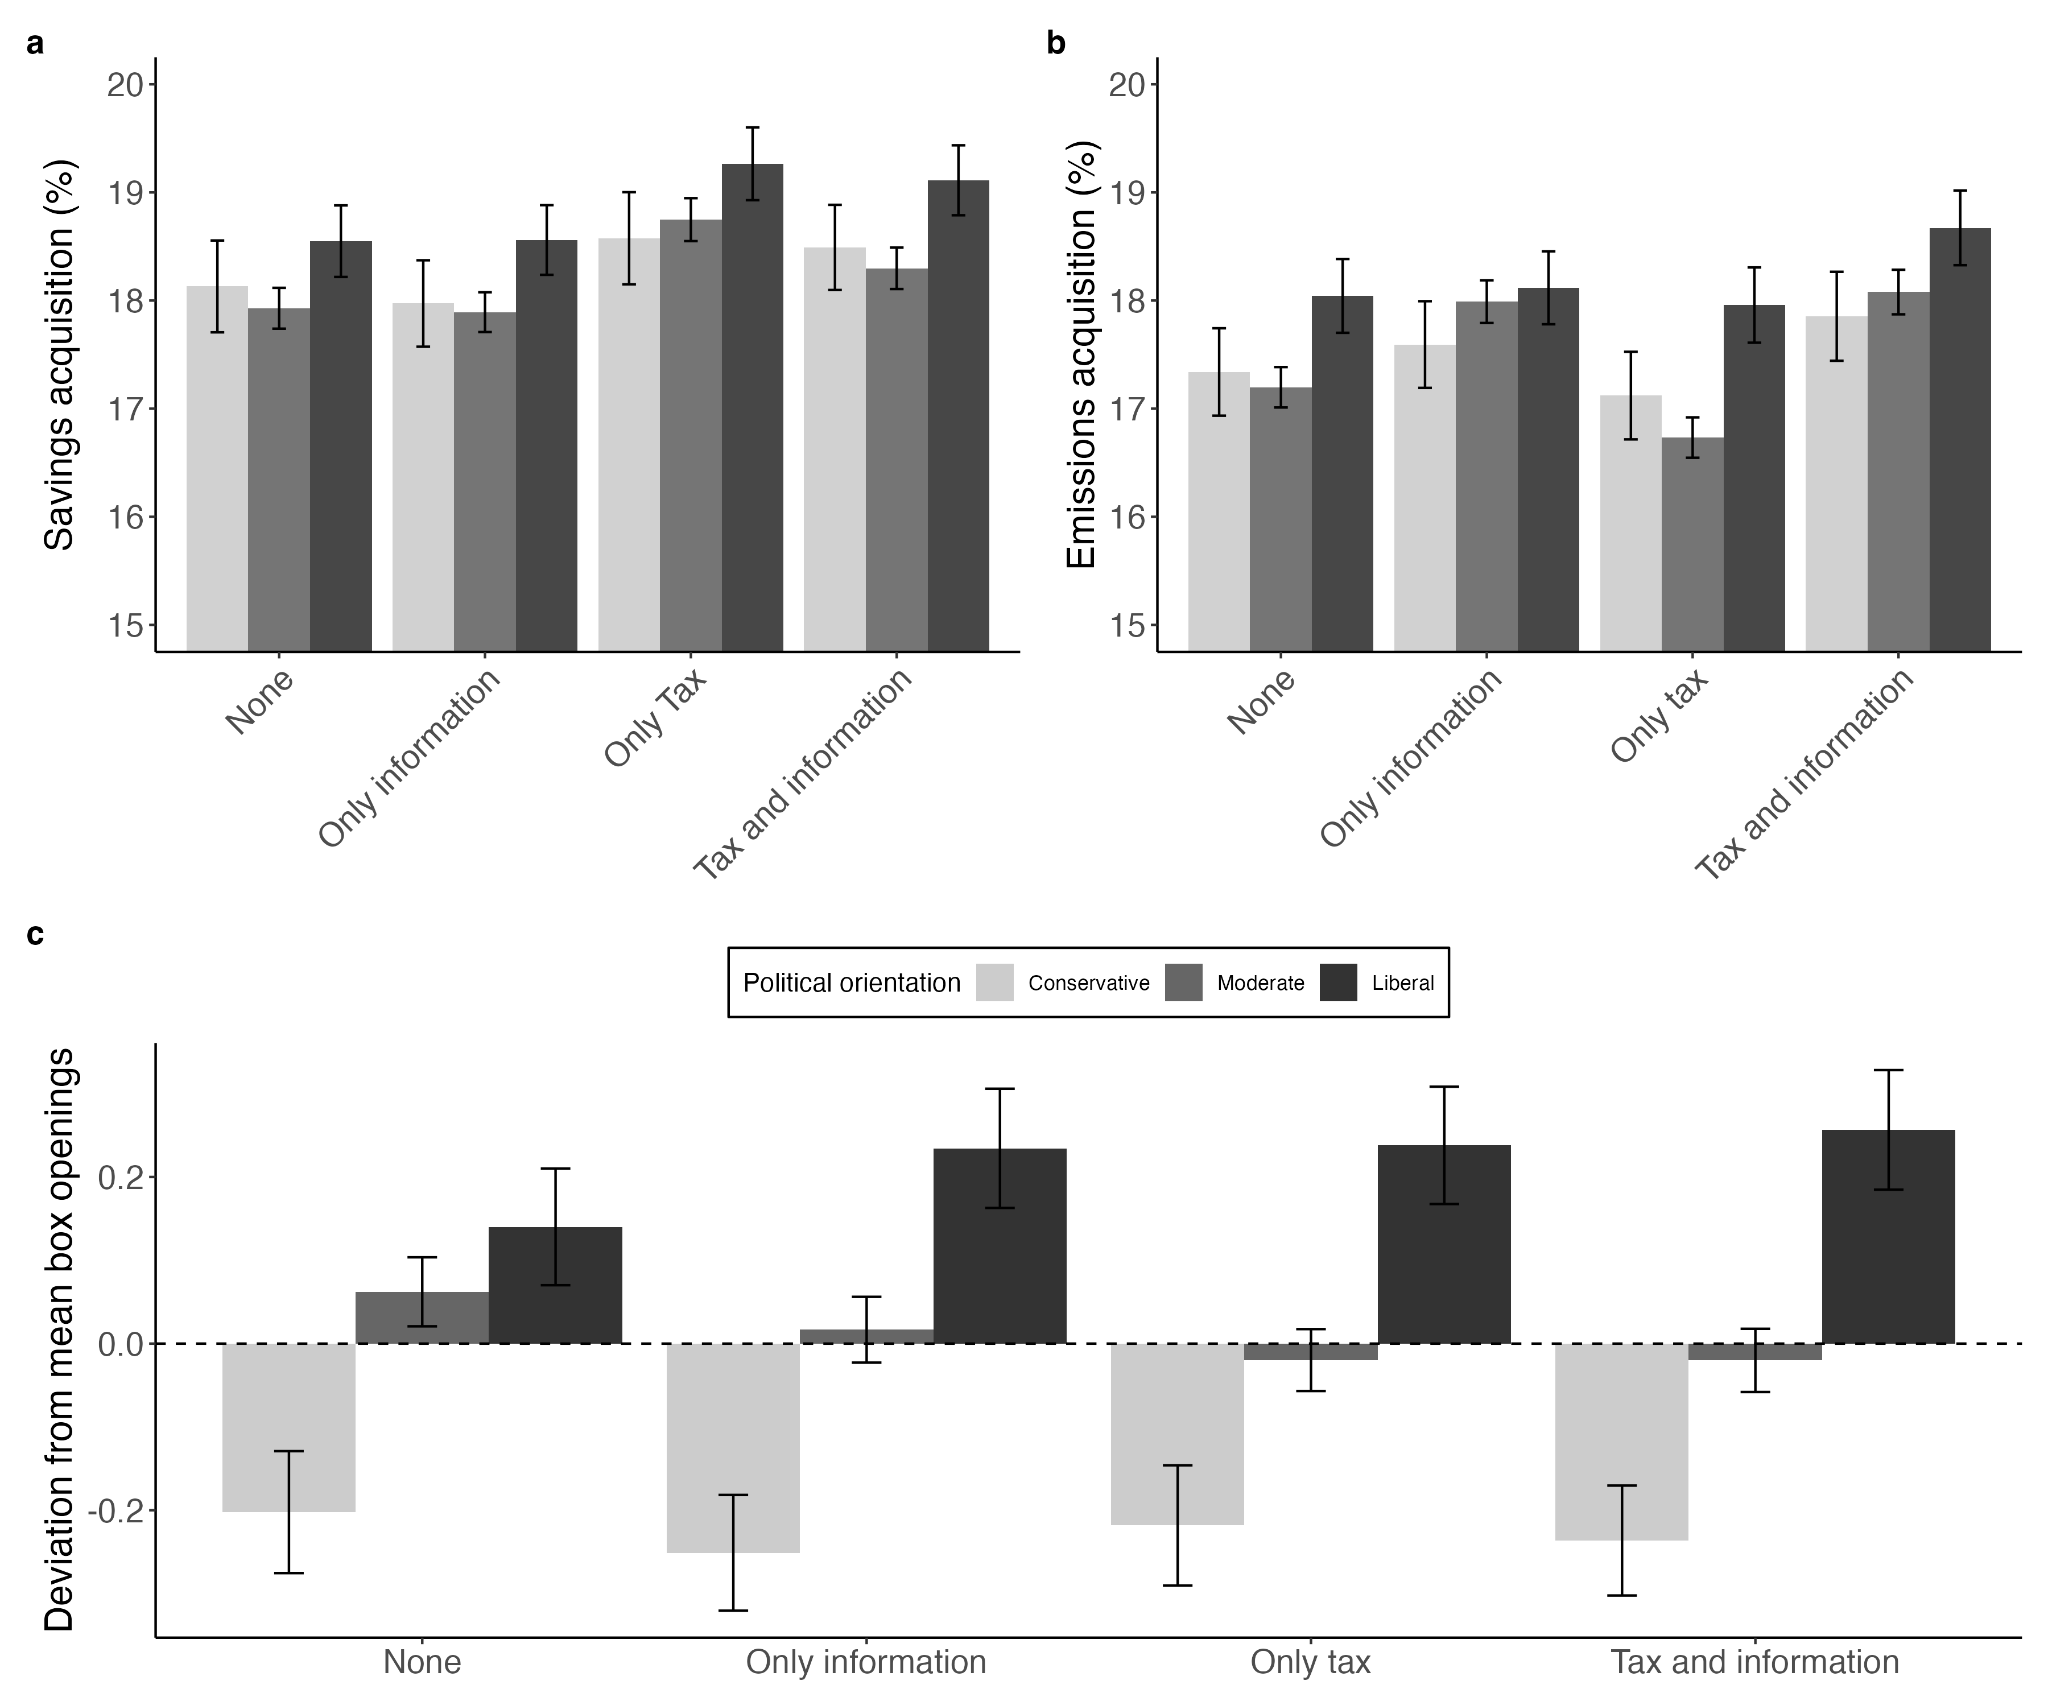 a
Savings acquisition (%)
20
19
18
17
16
15
None
Only information
Only Tax
Tax and information
b
Emissions acquisition (%)
20
19
18
17
16
15
None
Only information
Only tax
Tax and information
c
Political orientation Conservative Moderate Liberal
Deviation from mean box openings
0.2
0.0
-0.2
None
Only information
Only tax
Tax and information